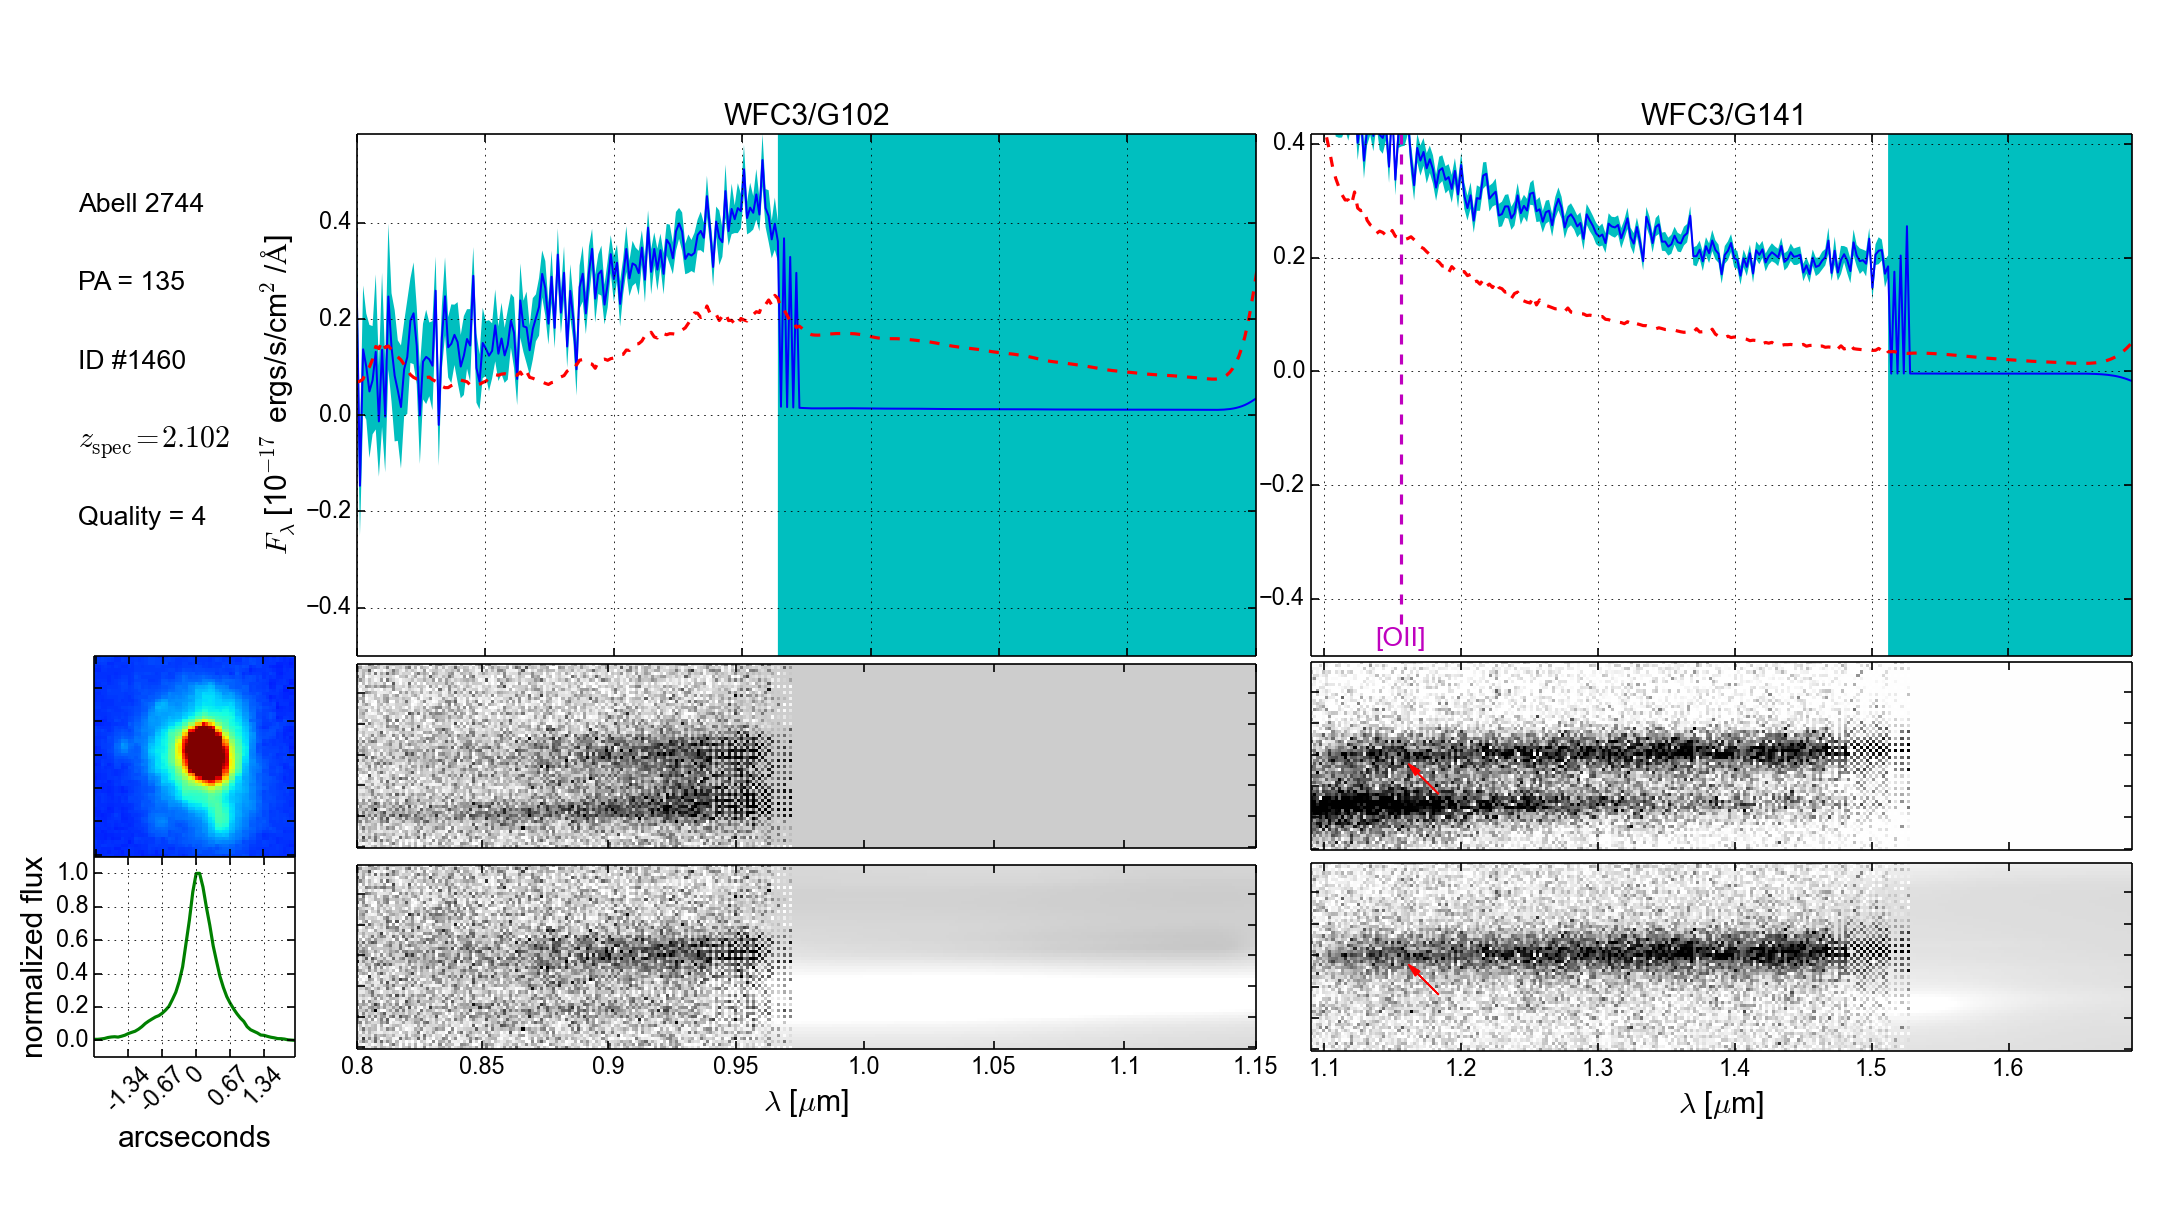 WFC3/G102
WFC3/G141
Abell 2744
PA = 135
ID #1460
z_spec = 2.102
Quality = 4
F_λ [10^−17 ergs/s/cm^2 /Å]
0.4
0.2
0.0
−0.2
−0.4
0.4
0.2
0.0
−0.2
−0.4
[OII]
normalized flux
1.0
0.8
0.6
0.4
0.2
0.0
-1.34 -0.67 0 0.67 1.34
arcseconds
0.8 0.85 0.9 0.95 1.0 1.05 1.1 1.15
λ [μm]
1.1 1.2 1.3 1.4 1.5 1.6
λ [μm]